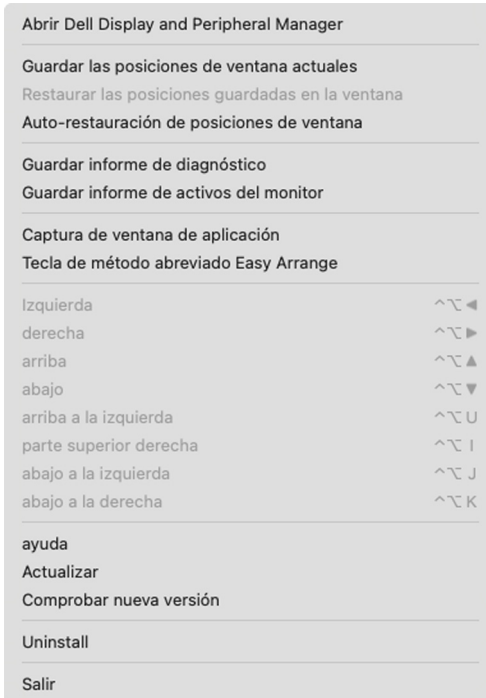 Abrir Dell Display and Peripheral Manager
Guardar las posiciones de ventana actuales
Restaurar las posiciones guardadas en la ventana
Auto-restauración de posiciones de ventana
Guardar informe de diagnóstico
Guardar informe de activos del monitor
Captura de ventana de aplicación
Tecla de método abreviado Easy Arrange
Izquierda ^⌥◀
derecha ^⌥▶
arriba ^⌥▲
abajo ^⌥▼
arriba a la izquierda ^⌥U
parte superior derecha ^⌥I
abajo a la izquierda ^⌥J
abajo a la derecha ^⌥K
ayuda
Actualizar
Comprobar nueva versión
Uninstall
Salir